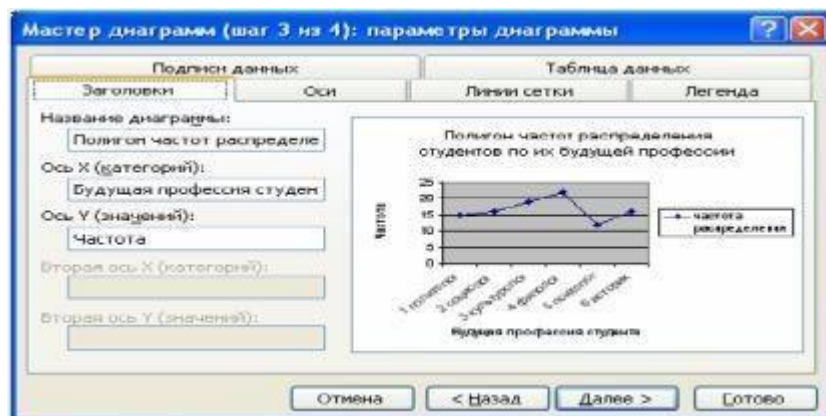 Мастер диаграмм (шаг 3 из 4): параметры диаграммы
Подписи данных
Таблица данных
Заголовки
Оси
Линии сетки
Легенда
Название диаграммы:
Полигон частот распределе
Ось X (категорий):
Будущая профессия студен
Ось Y (значений):
Частота
Вторая ось X (категорий):
Вторая ось Y (значений):
Полигон частот распределения
студентов по их будущей профессии
Частота
25
20
15
10
5
0
Будущая профессия студента
частота
распределения
Отмена
< Назад
Далее >
Готово